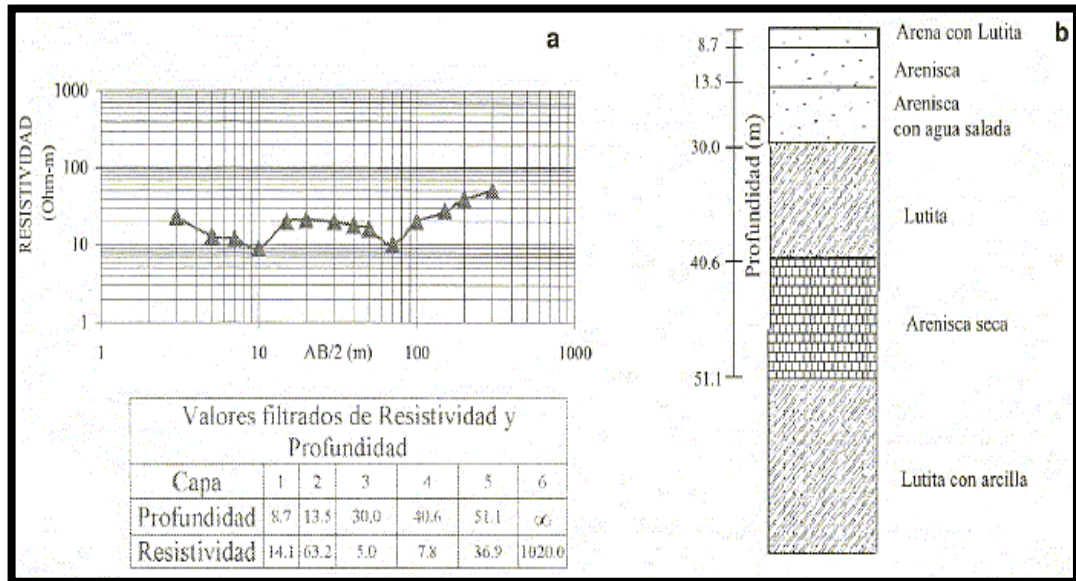 a
RESISTIVIDAD
(Ohm-m)
1000
100
10
1
1
10
100
1000
AB/2 (m)
Valores filtrados de Resistividad y
Profundidad
Capa 1 2 3 4 5 6
Profundidad 8.7 13.5 30.0 40.6 51.1 ∞
Resistividad 14.1 63.2 5.0 7.8 36.9 1020.0
b
Profundidad (m)
8.7
13.5
30.0
40.6
51.1
Arena con Lutita
Arenisca
Arenisca
con agua salada
Lutita
Arenisca seca
Lutita con arcilla